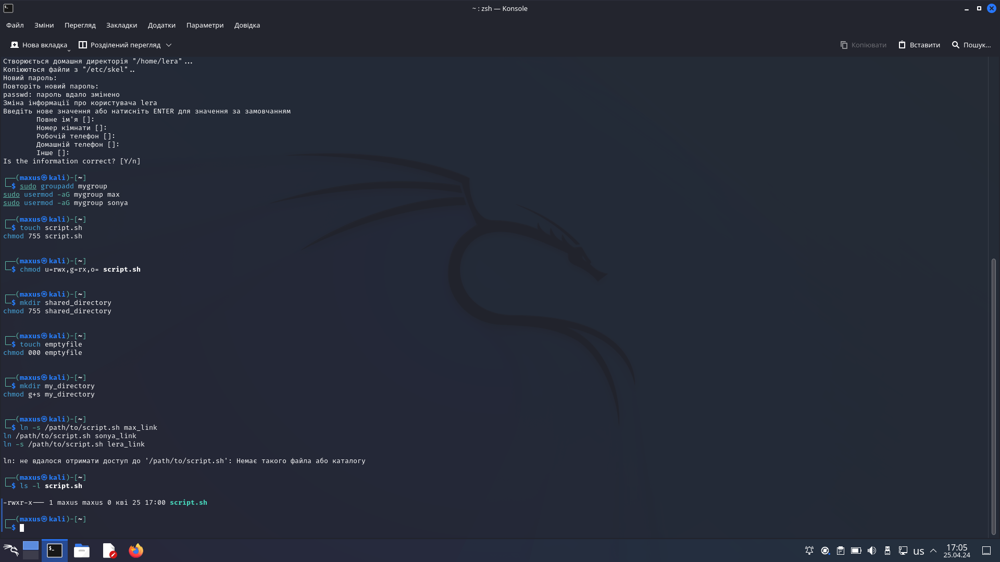 ~ : zsh — Konsole
Файл Зміни Перегляд Закладки Додатки Параметри Довідка
Нова вкладка Розділений перегляд Копіювати Вставити Пошук...
Створюється домашня директорія "/home/lera"...
Копіюються файли з "/etc/skel"..
Новий пароль:
Повторіть новий пароль:
passwd: пароль вдало змінено
Зміна інформації про користувача lera
Введіть нове значення або натисніть ENTER для значення за замовчанням
Повне ім'я []:
Номер кімнати []:
Робочій телефон []:
Домашній телефон []:
Інше []:
Is the information correct? [Y/n]
┌──(maxus㉿kali)-[~]
└─$ sudo groupadd mygroup
sudo usermod -aG mygroup max
sudo usermod -aG mygroup sonya
┌──(maxus㉿kali)-[~]
└─$ touch script.sh
chmod 755 script.sh
┌──(maxus㉿kali)-[~]
└─$ chmod u=rwx,g=rx,o= script.sh
┌──(maxus㉿kali)-[~]
└─$ mkdir shared_directory
chmod 755 shared_directory
┌──(maxus㉿kali)-[~]
└─$ touch emptyfile
chmod 000 emptyfile
┌──(maxus㉿kali)-[~]
└─$ mkdir my_directory
chmod g+s my_directory
┌──(maxus㉿kali)-[~]
└─$ ln -s /path/to/script.sh max_link
ln /path/to/script.sh sonya_link
ln -s /path/to/script.sh lera_link
ln: не вдалося отримати доступ до '/path/to/script.sh': Немає такого файла або каталогу
┌──(maxus㉿kali)-[~]
└─$ ls -l script.sh
-rwxr-x--- 1 maxus maxus 0 кві 25 17:00 script.sh
┌──(maxus㉿kali)-[~]
└─$
us 17:05
25.04.24